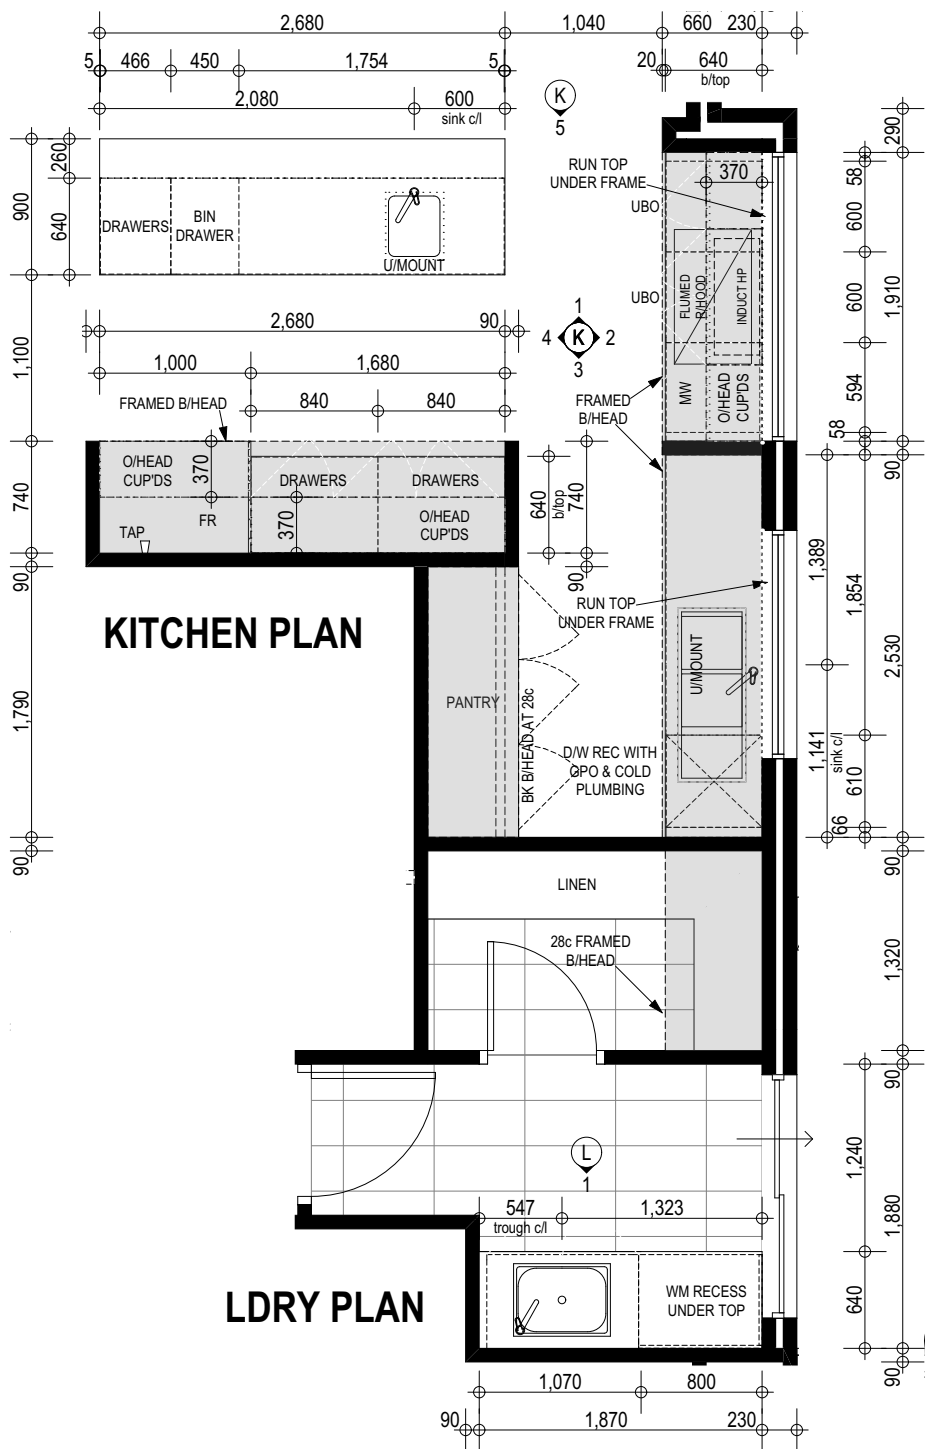 2,680
1,040
660
230
5
466
450
1,754
5
20
640
b/top
2,080
600
sink c/l
K
5
290
260
900
640
DRAWERS
BIN
DRAWER
U/MOUNT
RUN TOP
UNDER FRAME
UBO
370
58
600
1,910
UBO
FLUMED
R/HOOD
INDUCT HP
600
2,680
90
1
4
K
2
3
1,100
1,000
1,680
840
840
FRAMED B/HEAD
FRAMED
B/HEAD
MW
O/HEAD
CUP'DS
594
58
90
O/HEAD
CUP'DS
370
DRAWERS
DRAWERS
740
FR
370
O/HEAD
CUP'DS
TAP
640
b/top
740
90
90
1,389
1,854
2,530
KITCHEN PLAN
RUN TOP
UNDER FRAME
U/MOUNT
PANTRY
BK B/HEAD AT 28c
D/W REC WITH
GPO & COLD
PLUMBING
1,790
1,141
sink c/l
610
66
90
90
LINEN
28c FRAMED
B/HEAD
1,320
90
L
1
1,240
1,880
547
trough c/l
1,323
LDRY PLAN
WM RECESS
UNDER TOP
640
90
1,070
800
90
1,870
230